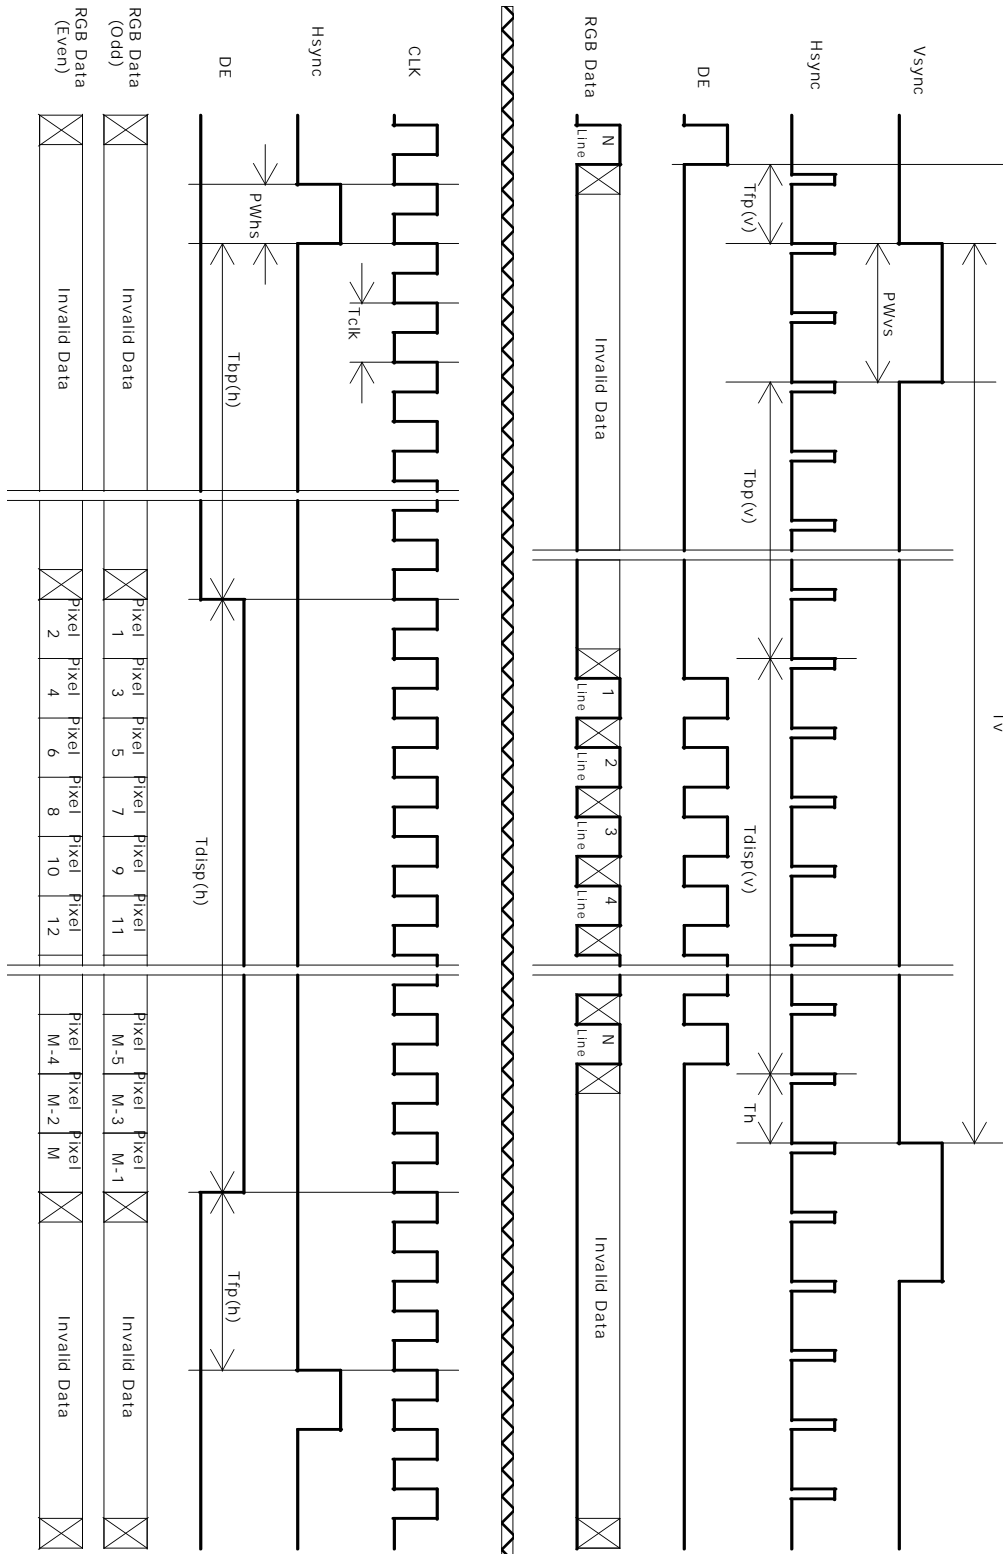 Vsync
Tv
PWvs
Hsync
Tfp(v)
Tbp(v)
Tdisp(v)
Th
DE
RGB Data
Line N
Invalid Data
Line 1
Line 2
Line 3
Line 4
Line N
Invalid Data
CLK
Tclk
Hsync
PWhs
DE
Tbp(h)
Tdisp(h)
Tfp(h)
RGB Data
(Odd)
Invalid Data
Pixel 1
Pixel 3
Pixel 5
Pixel 7
Pixel 9
Pixel 11
Pixel M-5
Pixel M-3
Pixel M-1
Invalid Data
RGB Data
(Even)
Invalid Data
Pixel 2
Pixel 4
Pixel 6
Pixel 8
Pixel 10
Pixel 12
Pixel M-4
Pixel M-2
Pixel M
Invalid Data